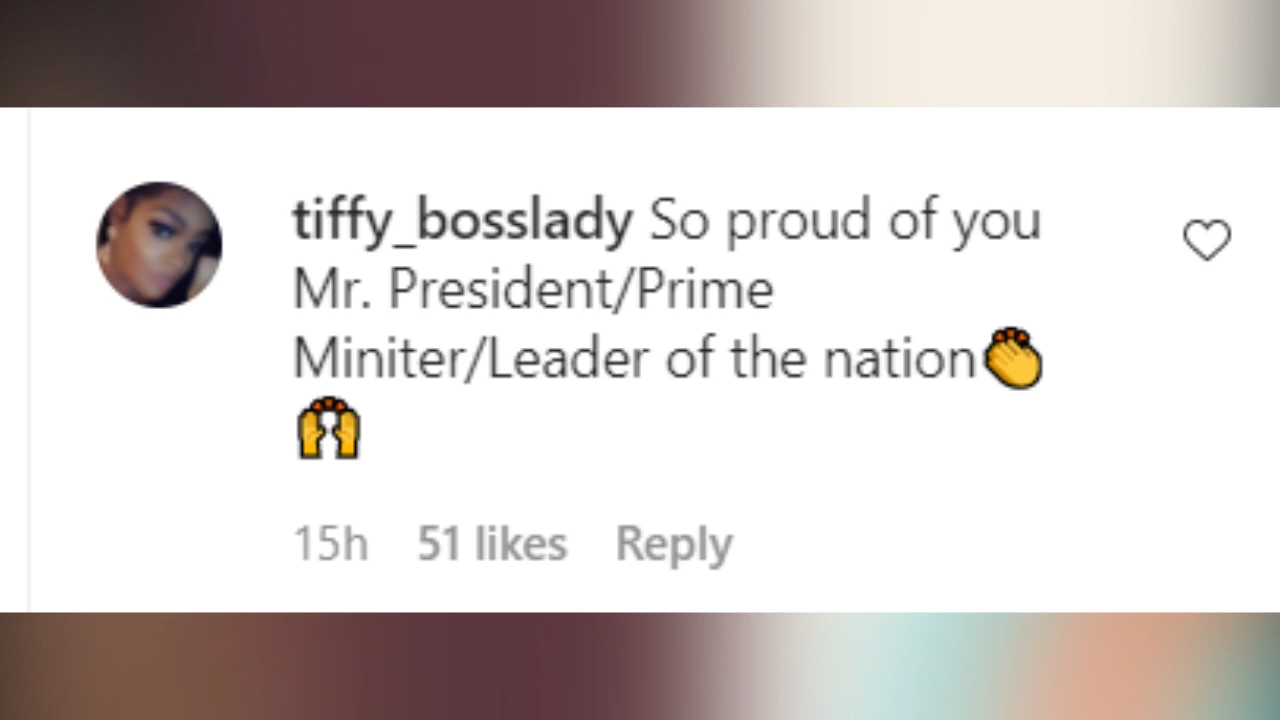 tiffy_bosslady So proud of you
Mr. President/Prime
Miniter/Leader of the nation👏
🙌
15h 51 likes Reply